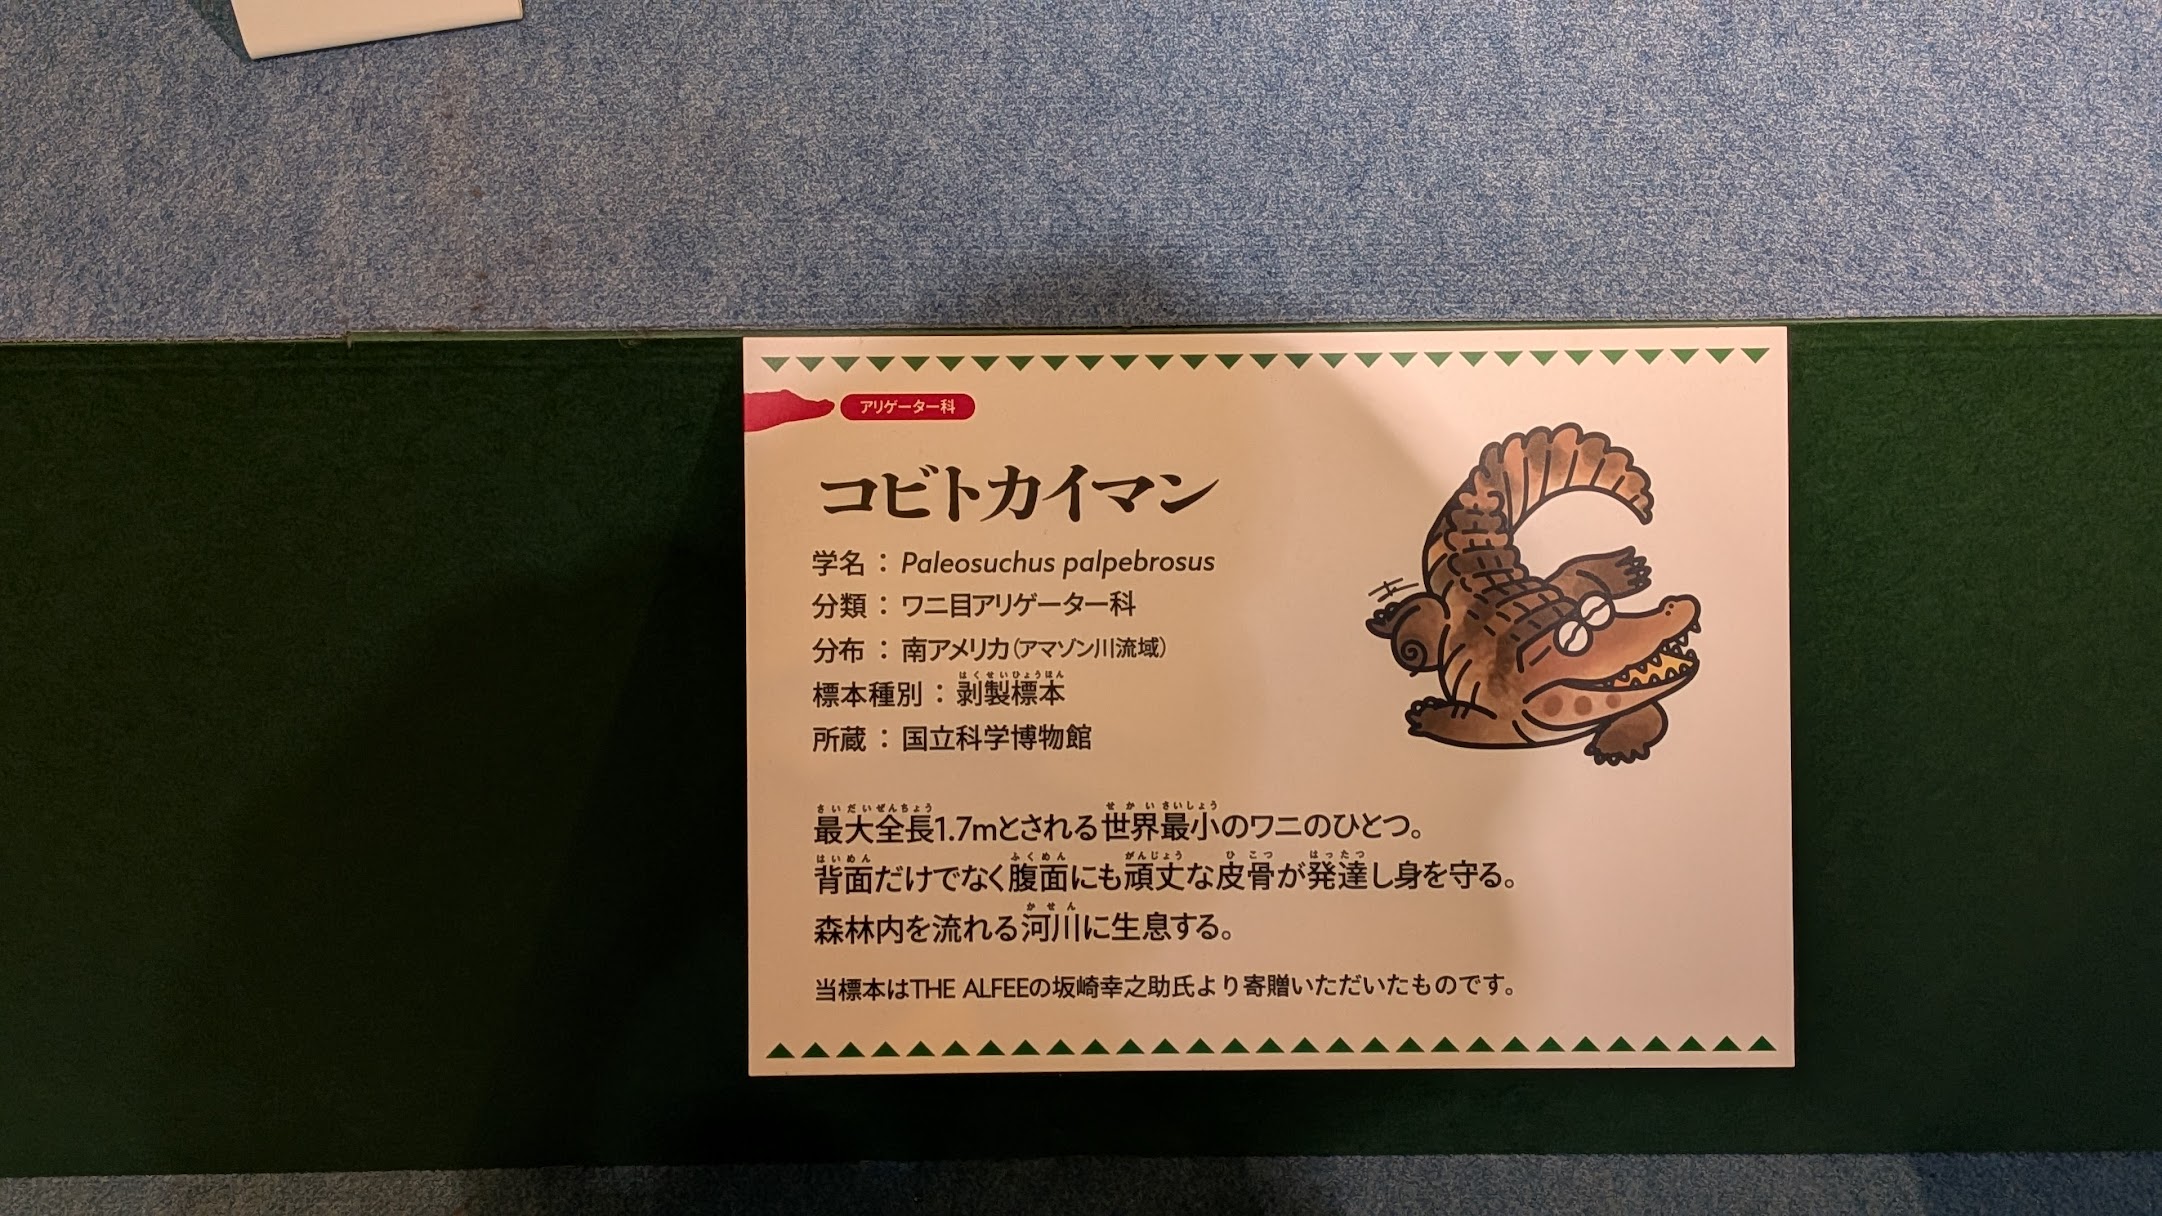 アリゲーター科
コビトカイマン
学名：Paleosuchus palpebrosus
分類：ワニ目アリゲーター科
分布：南アメリカ（アマゾン川流域）
はくせいひょうほん
標本種別：剥製標本
所蔵：国立科学博物館
さいだいぜんちょう せかいさいしょう
最大全長1.7mとされる世界最小のワニのひとつ。
はいめん ふくめん がんじょう ひこつ はったつ
背面だけでなく腹面にも頑丈な皮骨が発達し身を守る。
かせん
森林内を流れる河川に生息する。
当標本はTHE ALFEEの坂崎幸之助氏より寄贈いただいたものです。